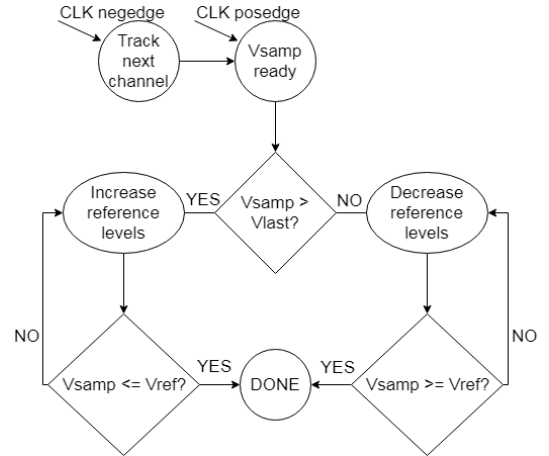 CLK negedge
CLK posedge
Track
next
channel
Vsamp
ready
Increase
reference
levels
YES
Vsamp >
Vlast?
NO
Decrease
reference
levels
NO
NO
Vsamp <= Vref?
YES
DONE
YES
Vsamp >= Vref?